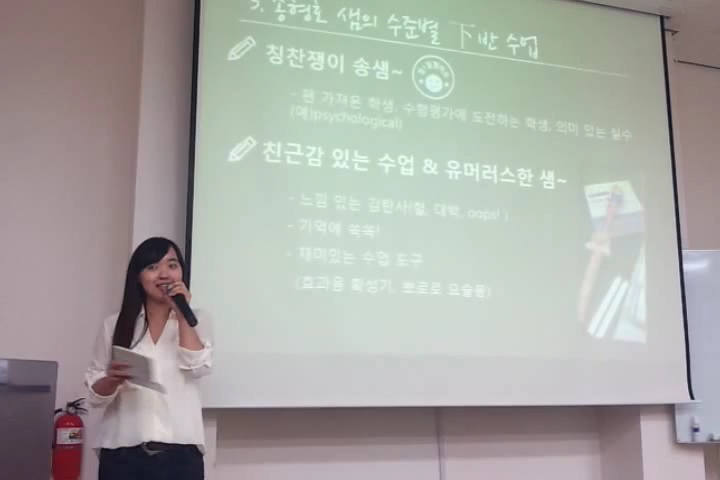 5. 송형호 샘의 수준별 下반 수업
칭찬쟁이 송샘~
- 펜 가져온 학생, 수행평가에 도전하는 학생, 의미 있는 실수
(예)psychological)
친근감 있는 수업 & 유머러스한 샘~
- 느낌 있는 감탄사(헐, 대박, oops! )
- 기억에 쏙쏙!
- 재미있는 수업 도구
(효과음 확성기, 뽀로로 요술봉)